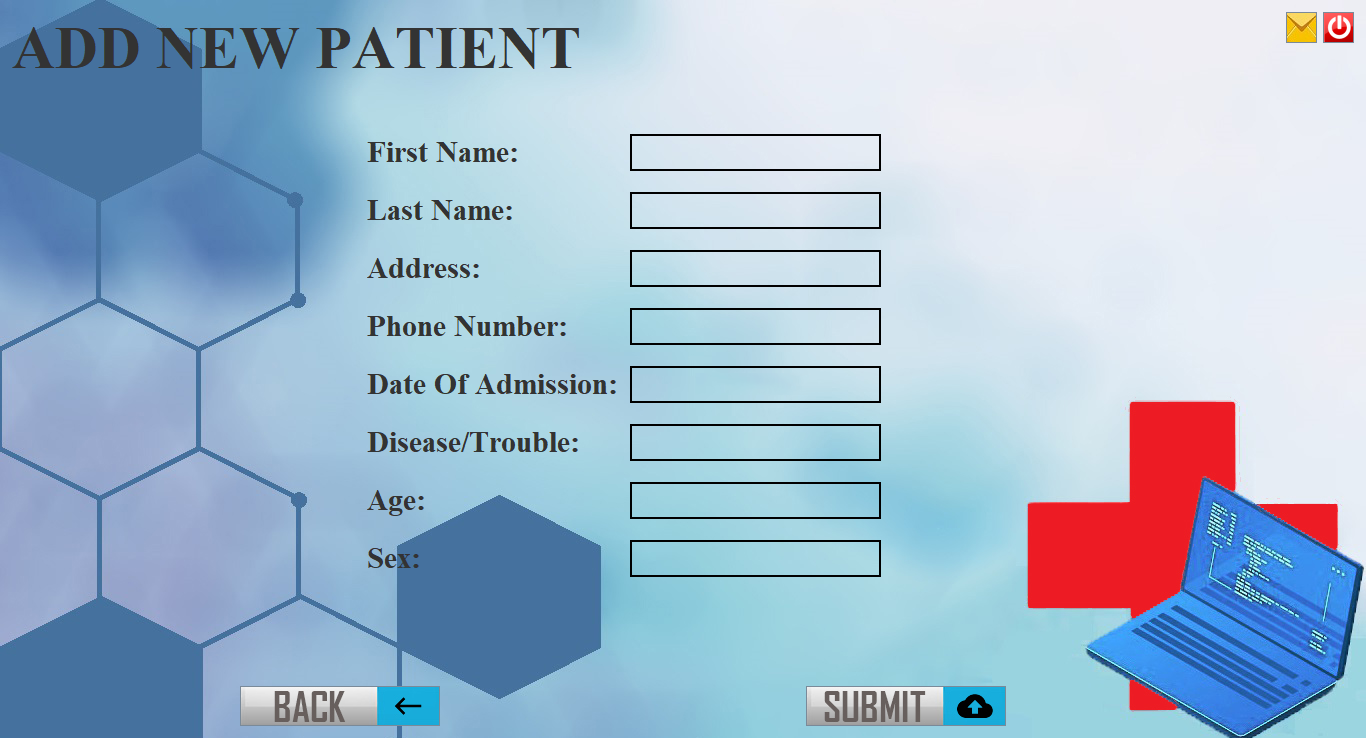 ADD NEW PATIENT
First Name:
Last Name:
Address:
Phone Number:
Date Of Admission:
Disease/Trouble:
Age:
Sex:
BACK
SUBMIT